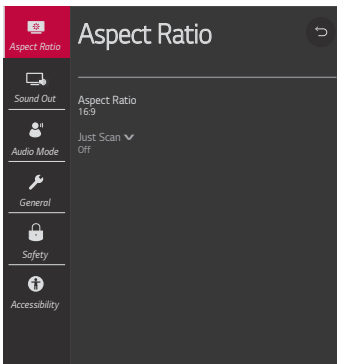 Aspect Ratio
Aspect Ratio
Sound Out
Aspect Ratio
16:9
Audio Mode
Just Scan
Off
General
Safety
Accessibility